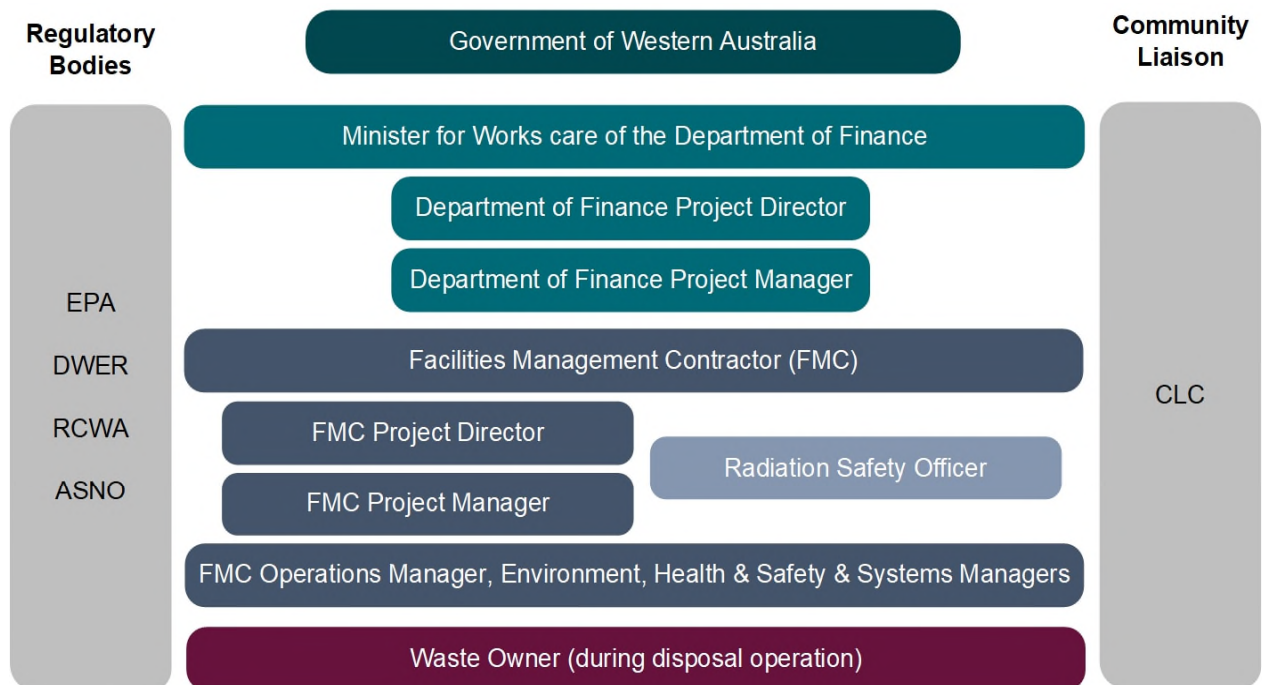 Regulatory
Bodies
Government of Western Australia
Community
Liaison
Minister for Works care of the Department of Finance
Department of Finance Project Director
Department of Finance Project Manager
EPA
DWER
RCWA
ASNO
Facilities Management Contractor (FMC)
FMC Project Director
Radiation Safety Officer
FMC Project Manager
CLC
FMC Operations Manager, Environment, Health & Safety & Systems Managers
Waste Owner (during disposal operation)